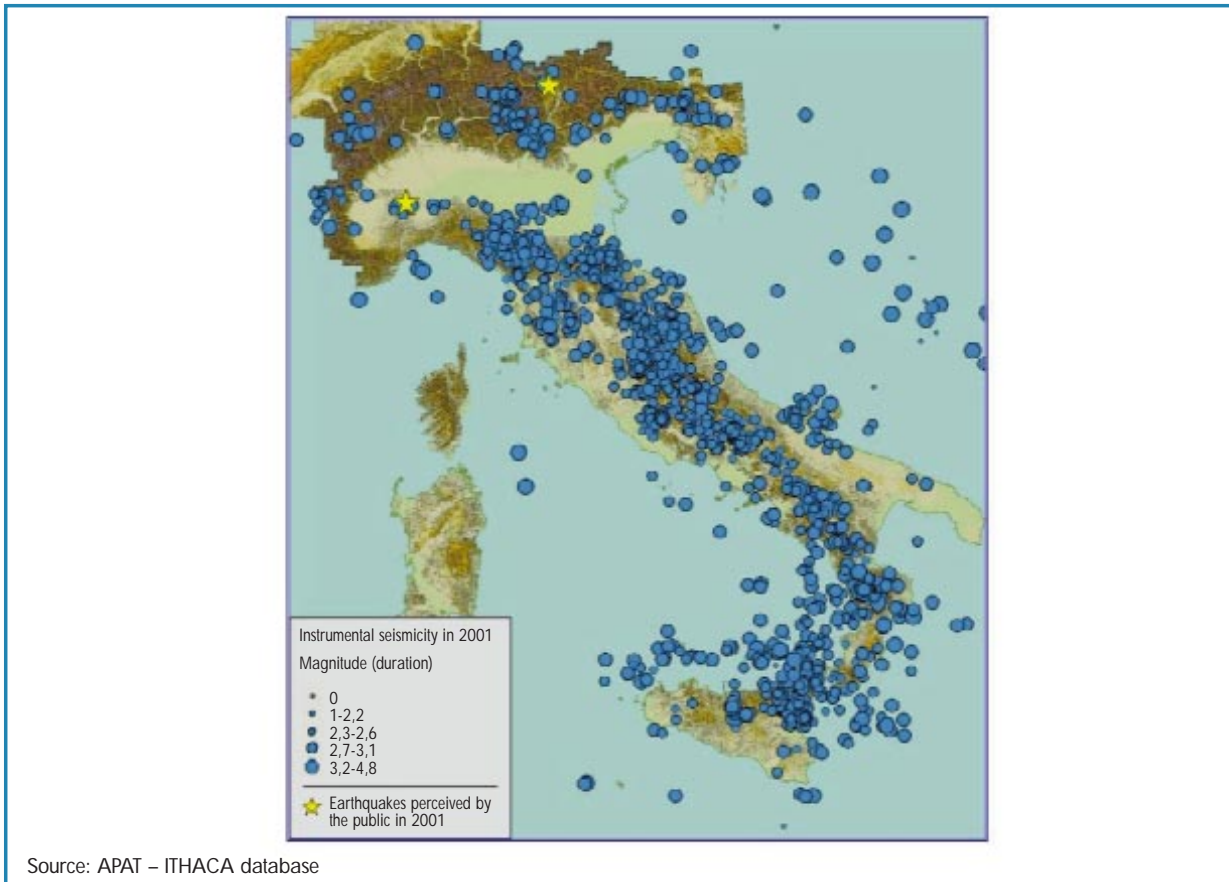 Instrumental seismicity in 2001
Magnitude (duration)
0
1-2,2
2,3-2,6
2,7-3,1
3,2-4,8
Earthquakes perceived by
the public in 2001
Source: APAT – ITHACA database